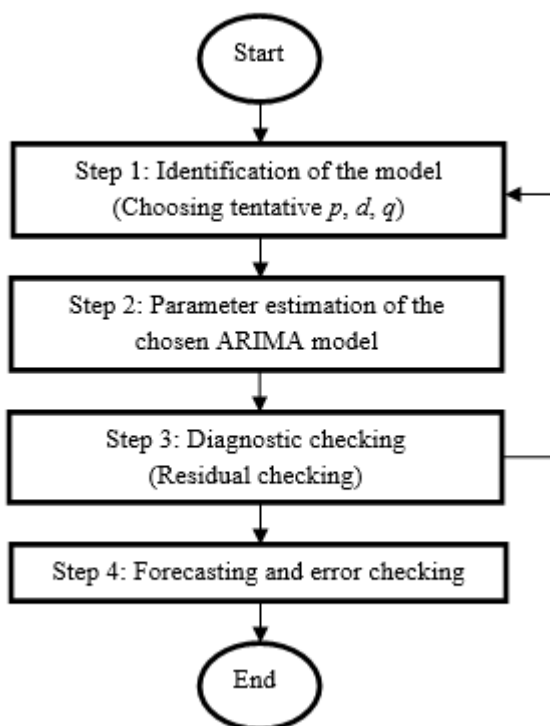 Start
Step 1: Identification of the model
(Choosing tentative p, d, q)
Step 2: Parameter estimation of the
chosen ARIMA model
Step 3: Diagnostic checking
(Residual checking)
Step 4: Forecasting and error checking
End